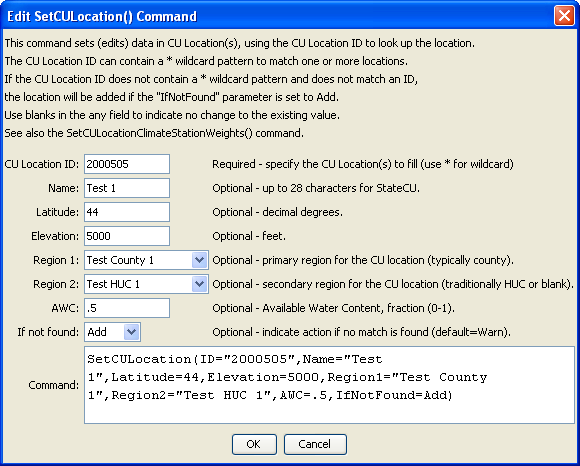 Edit SetCULocation() Command
This command sets (edits) data in CU Location(s), using the CU Location ID to look up the location.
The CU Location ID can contain a * wildcard pattern to match one or more locations.
If the CU Location ID does not contain a * wildcard pattern and does not match an ID,
the location will be added if the "IfNotFound" parameter is set to Add.
Use blanks in the any field to indicate no change to the existing value.
See also the SetCULocationClimateStationWeights() command.
CU Location ID: 2000505 Required - specify the CU Location(s) to fill (use * for wildcard)
Name: Test 1 Optional - up to 28 characters for StateCU.
Latitude: 44 Optional - decimal degrees.
Elevation: 5000 Optional - feet.
Region 1: Test County 1 Optional - primary region for the CU location (typically county).
Region 2: Test HUC 1 Optional - secondary region for the CU location (traditionally HUC or blank).
AWC: .5 Optional - Available Water Content, fraction (0-1).
If not found: Add Optional - indicate action if no match is found (default=Warn).
Command: SetCULocation(ID="2000505",Name="Test
1",Latitude=44,Elevation=5000,Region1="Test County
1",Region2="Test HUC 1",AWC=.5,IfNotFound=Add)
OK Cancel